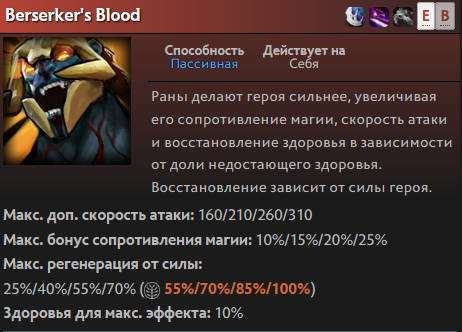 Berserker's Blood
E B
Способность Действует на
Пассивная Себя
Раны делают героя сильнее, увеличивая
его сопротивление магии, скорость атаки
и восстановление здоровья в зависимости
от доли недостающего здоровья.
Восстановление зависит от силы героя.
Макс. доп. скорость атаки: 160/210/260/310
Макс. бонус сопротивления магии: 10%/15%/20%/25%
Макс. регенерация от силы:
25%/40%/55%/70% (55%/70%/85%/100%)
Здоровья для макс. эффекта: 10%